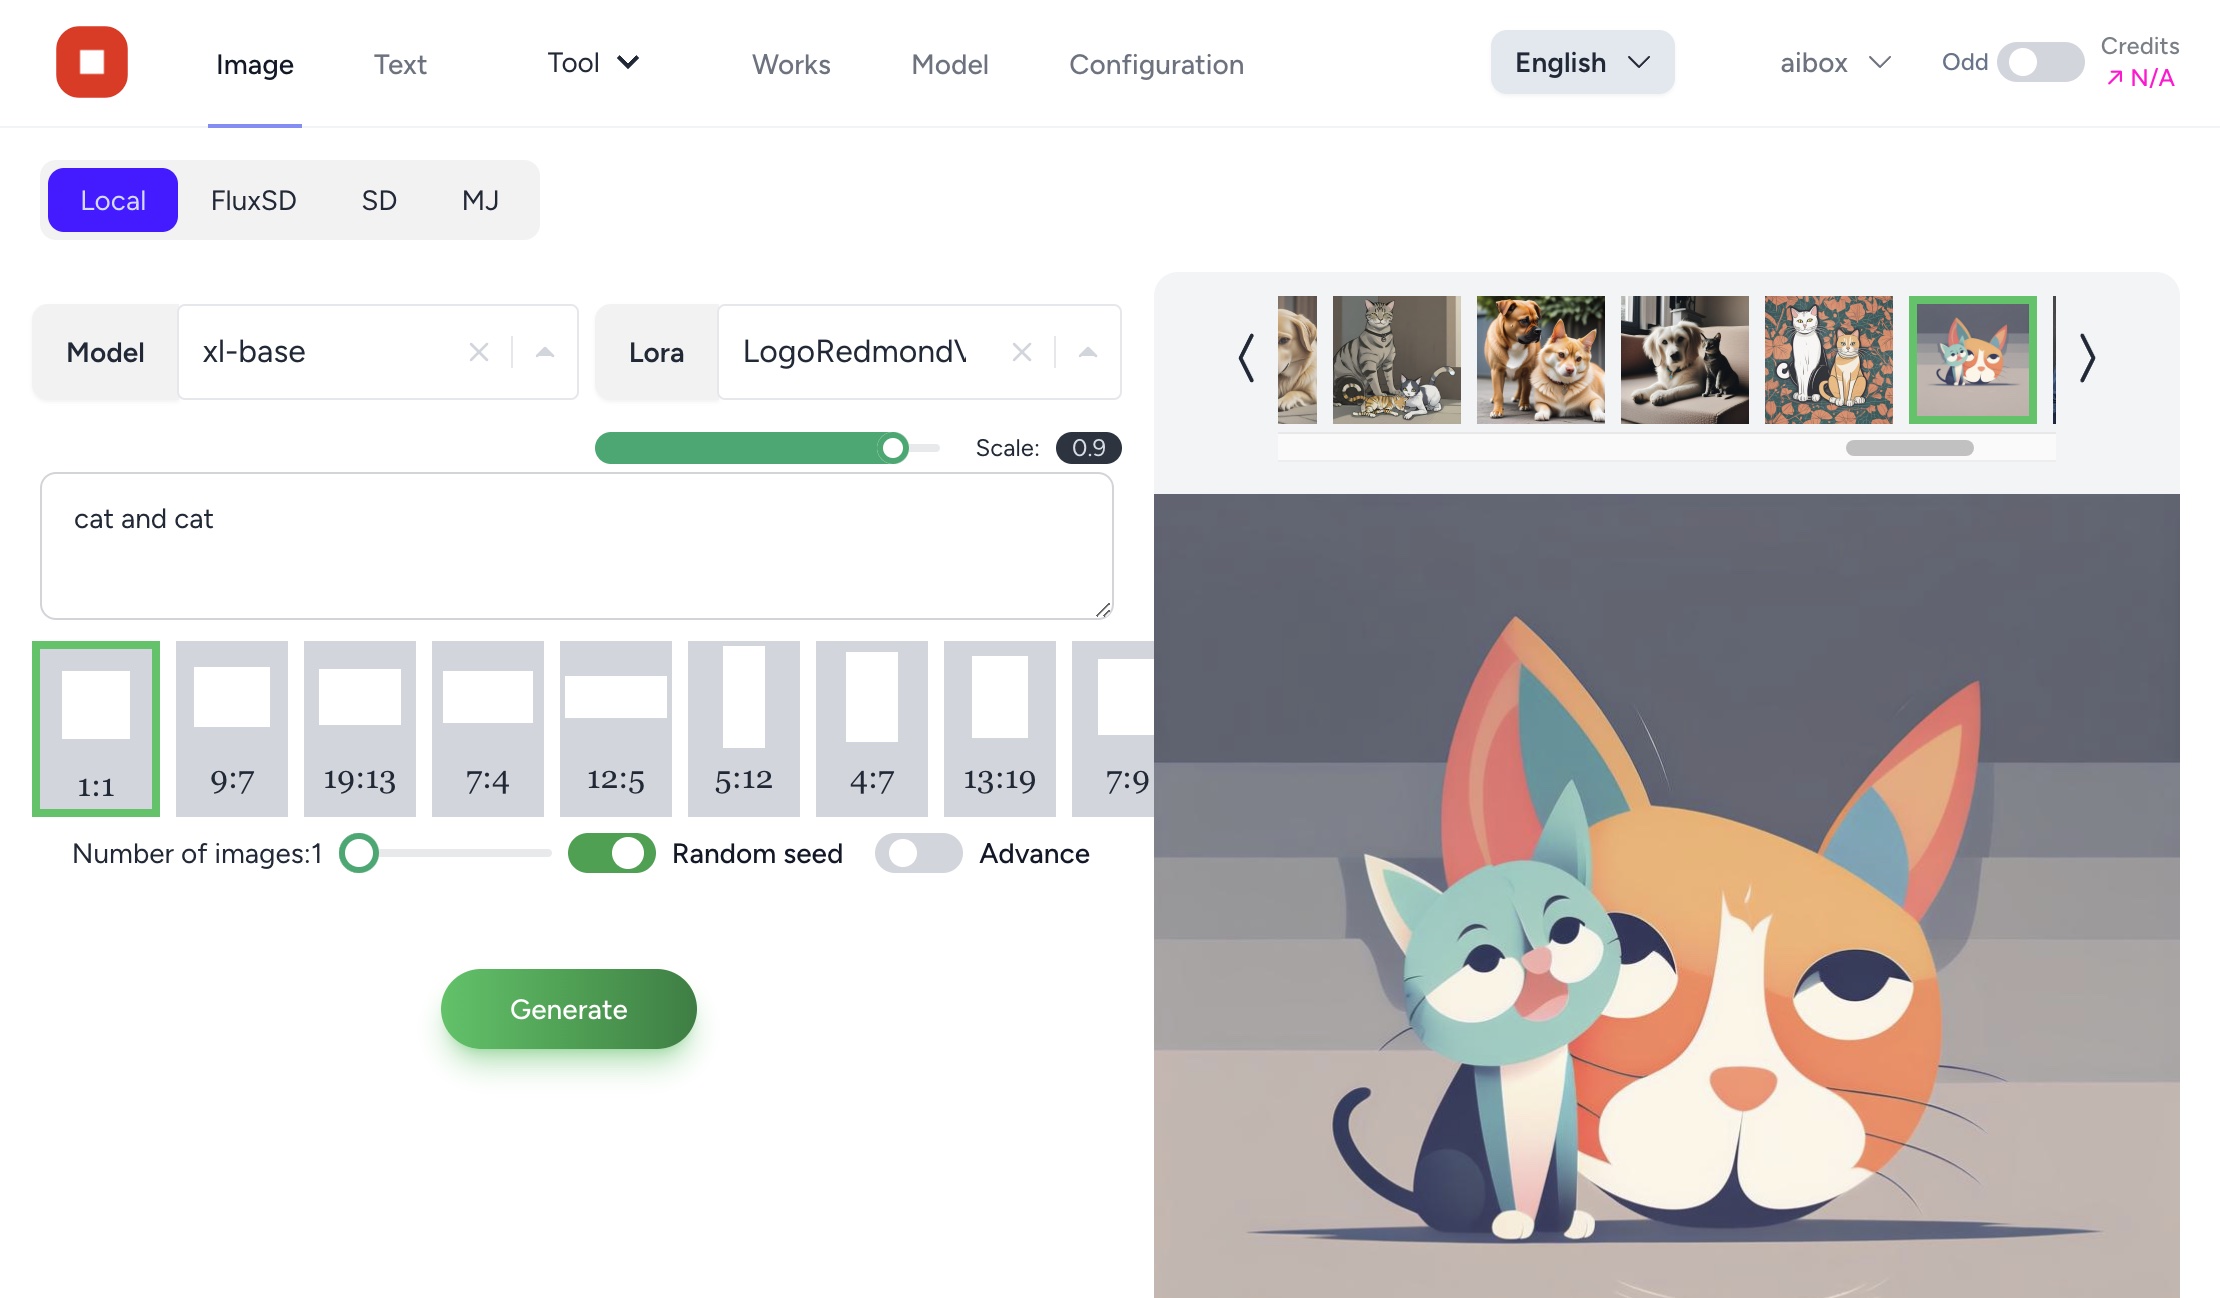 Image Text Tool Works Model Configuration English aibox Odd Credits
N/A
Local FluxSD SD MJ
Model xl-base Lora
Scale: 0.9
cat and cat
1:1 9:7 19:13 7:4 12:5 5:12 4:7 13:19 7:9
Number of images:1 Random seed Advance
Generate